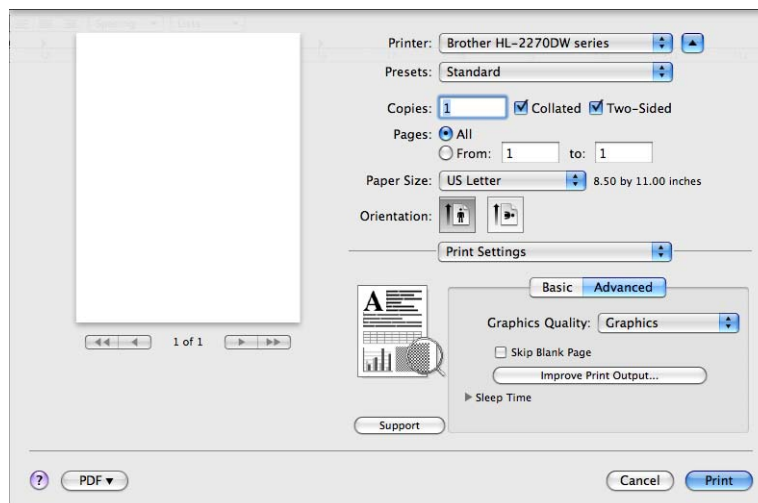 Spacing Lists
Printer: Brother HL-2270DW series
Presets: Standard
Copies: 1 Collated Two-Sided
Pages: All
From: 1 to: 1
Paper Size: US Letter 8.50 by 11.00 inches
Orientation:
Print Settings
Basic Advanced
A
Graphics Quality: Graphics
Skip Blank Page
Improve Print Output...
Sleep Time
Support
1 of 1
? PDF ▾ Cancel Print